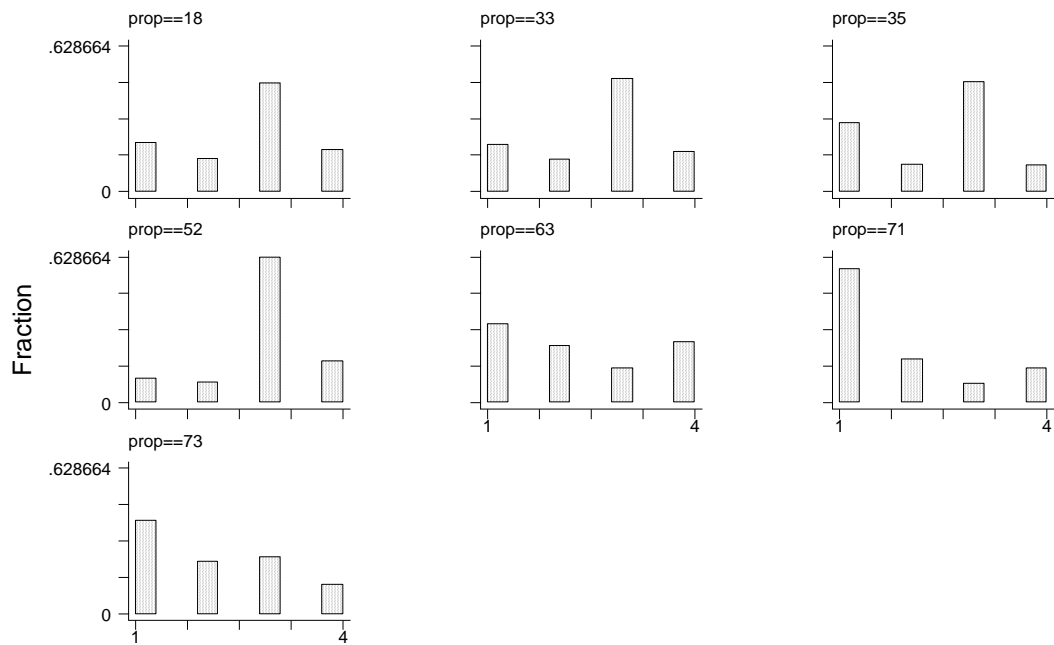 prop==18
prop==33
prop==35
.628664
0
prop==52
prop==63
prop==71
.628664
0
1
4
1
4
prop==73
.628664
0
1
4
Fraction